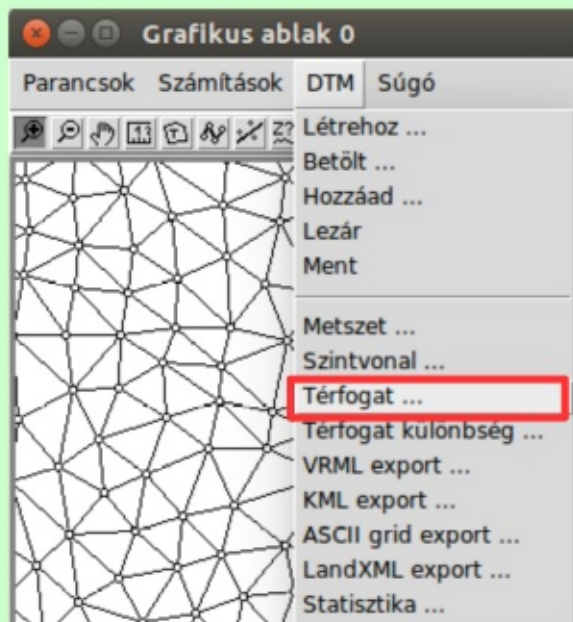 Grafikus ablak 0
Parancsok Számítások DTM Súgó
Létrehoz ...
Betölt ...
Hozzáad ...
Lezár
Ment
Metszet ...
Szintvonal ...
Térfogat ...
Térfogat különbség ...
VRML export ...
KML export ...
ASCII grid export ...
LandXML export ...
Statisztika ...